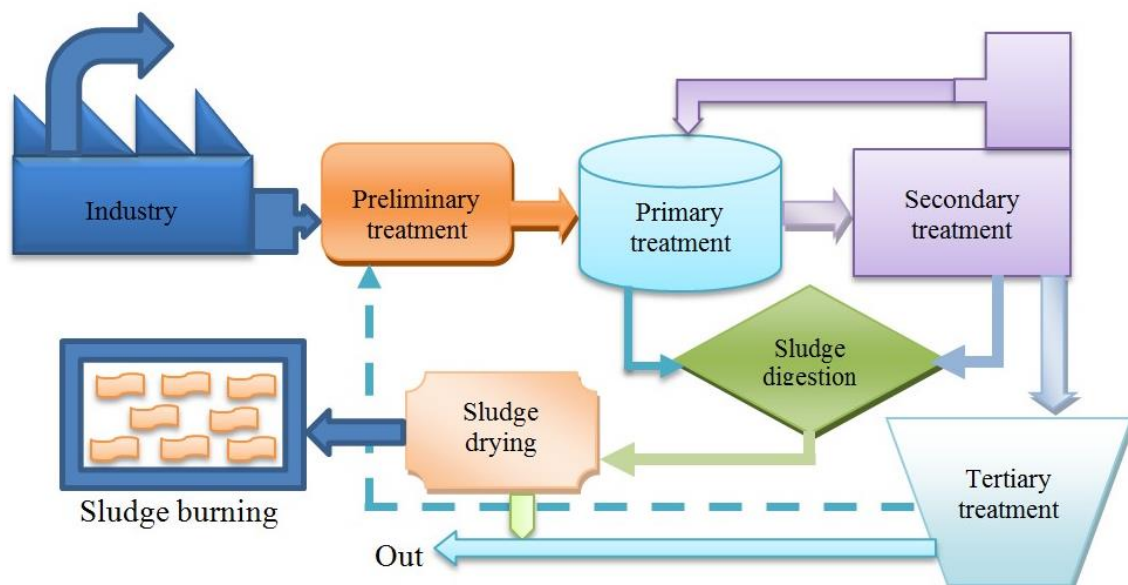 Industry
Preliminary
treatment
Primary
treatment
Secondary
treatment
Sludge
digestion
Sludge
drying
Sludge burning
Tertiary
treatment
Out